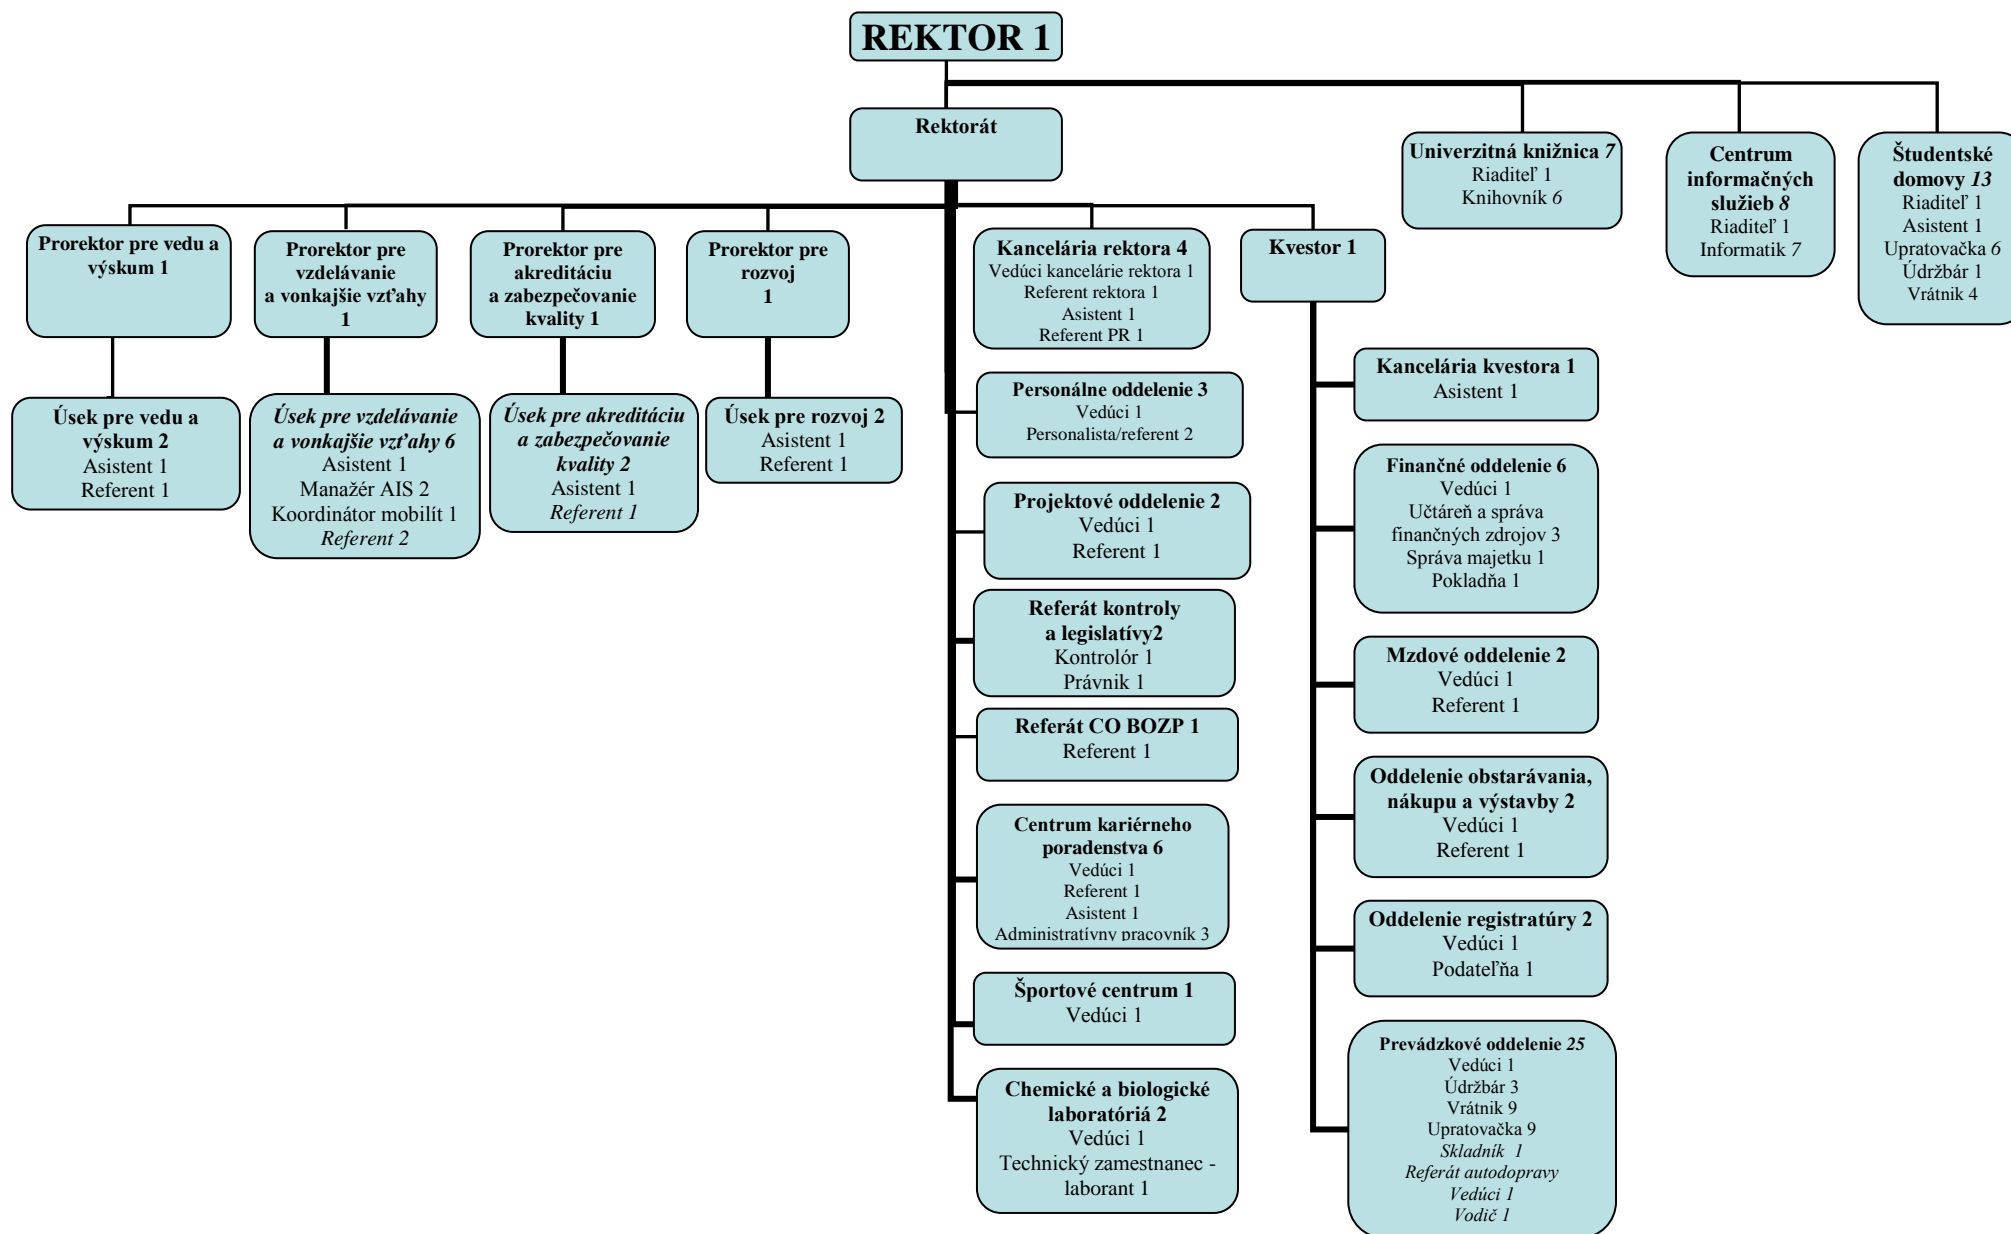 REKTOR 1
Rektorát
Univerzitná knižnica 7
Riaditeľ 1
Knihovník 6
Centrum
informačných
služieb 8
Riaditeľ 1
Informatik 7
Študentské
domovy 13
Riaditeľ 1
Asistent 1
Upratovačka 6
Údržbár 1
Vrátnik 4
Prorektor pre vedu a
výskum 1
Prorektor pre
vzdelávanie
a vonkajšie vzťahy
1
Prorektor pre
akreditáciu
a zabezpečovanie
kvality 1
Prorektor pre
rozvoj
1
Kancelária rektora 4
Vedúci kancelárie rektora 1
Referent rektora 1
Asistent 1
Referent PR 1
Kvestor 1
Úsek pre vedu a
výskum 2
Asistent 1
Referent 1
Úsek pre vzdelávanie
a vonkajšie vzťahy 6
Asistent 1
Manažér AIS 2
Koordinátor mobilít 1
Referent 2
Úsek pre akreditáciu
a zabezpečovanie
kvality 2
Asistent 1
Referent 1
Úsek pre rozvoj 2
Asistent 1
Referent 1
Personálne oddelenie 3
Vedúci 1
Personalista/referent 2
Projektové oddelenie 2
Vedúci 1
Referent 1
Referát kontroly
a legislatívy2
Kontrolór 1
Právnik 1
Referát CO BOZP 1
Referent 1
Centrum kariérneho
poradenstva 6
Vedúci 1
Referent 1
Asistent 1
Administratívny pracovník 3
Športové centrum 1
Vedúci 1
Chemické a biologické
laboratóriá 2
Vedúci 1
Technický zamestnanec -
laborant 1
Kancelária kvestora 1
Asistent 1
Finančné oddelenie 6
Vedúci 1
Učtáreň a správa
finančných zdrojov 3
Správa majetku 1
Pokladňa 1
Mzdové oddelenie 2
Vedúci 1
Referent 1
Oddelenie obstarávania,
nákupu a výstavby 2
Vedúci 1
Referent 1
Oddelenie registratúry 2
Vedúci 1
Podateľňa 1
Prevádzkové oddelenie 25
Vedúci 1
Údržbár 3
Vrátnik 9
Upratovačka 9
Skladník 1
Referát autodopravy
Vedúci 1
Vodič 1